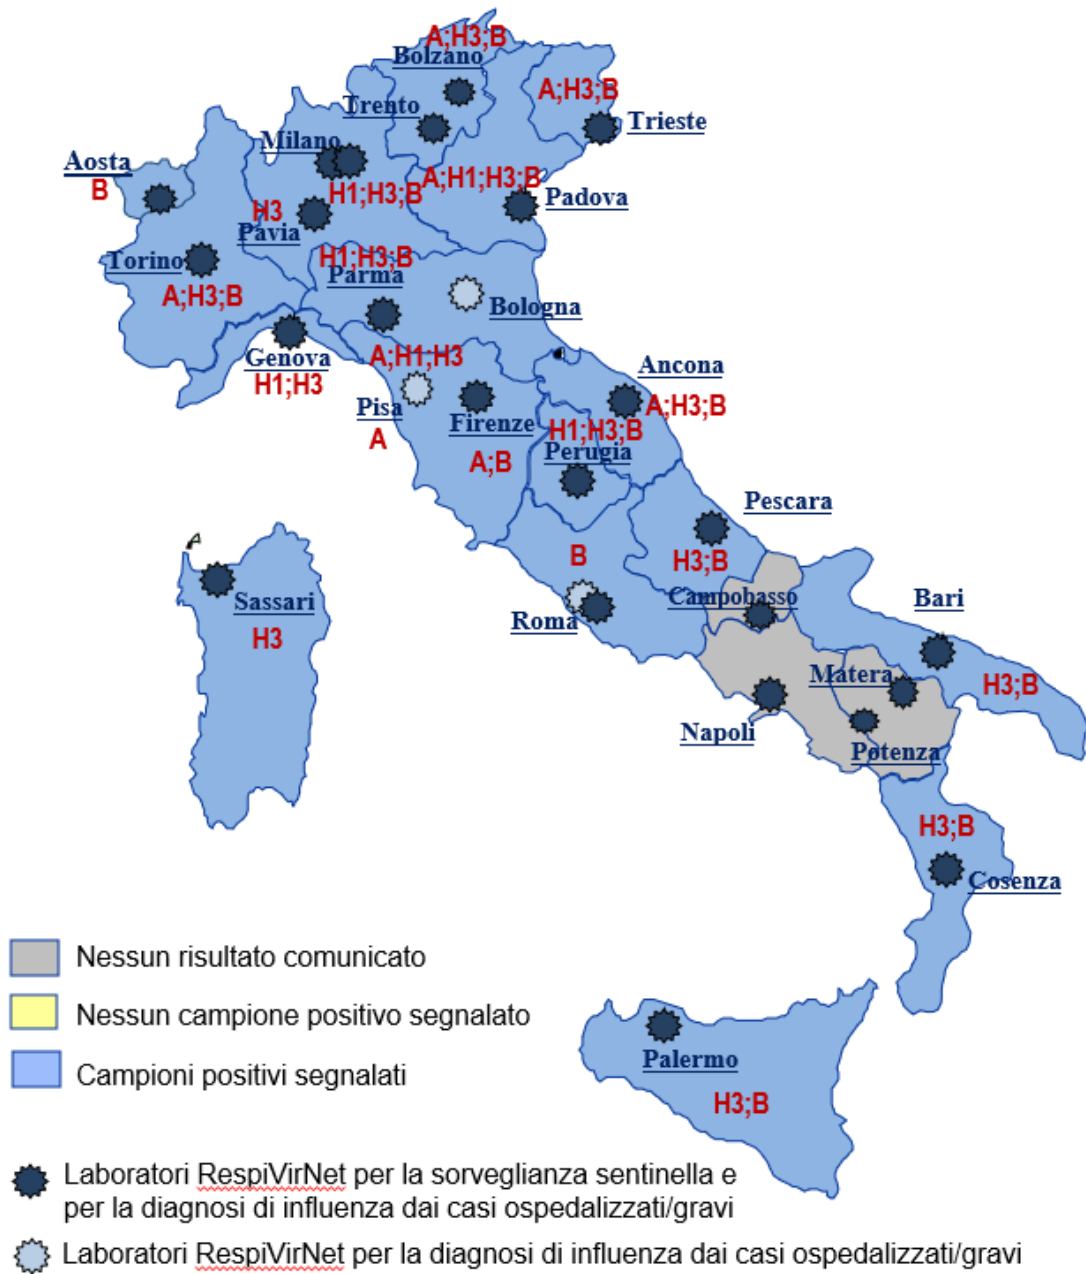 A;H3;B
Bolzano
A;H3;B
Trento
Trieste
Milano
Aosta
B
A;H1;H3;B
H1;H3;B
Padova
H3
Pavia
H1;H3;B
Torino
Parma
A;H3;B
Bologna
Genova
A;H1;H3
H1;H3
Ancona
Pisa
A;H3;B
Firenze
H1;H3;B
A
Perugia
A;B
Pescara
B
H3;B
Sassari
Campobasso
Bari
Roma
H3
Matera
H3;B
Napoli
Potenza
H3;B
Cosenza
Nessun risultato comunicato
Nessun campione positivo segnalato
Campioni positivi segnalati
Palermo
H3;B
Laboratori RespiVirNet per la sorveglianza sentinella e
per la diagnosi di influenza dai casi ospedalizzati/gravi
Laboratori RespiVirNet per la diagnosi di influenza dai casi ospedalizzati/gravi